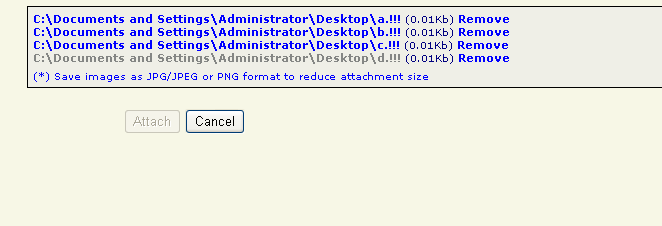 C:\Documents and Settings\Administrator\Desktop\a.!!! (0.01Kb) Remove
C:\Documents and Settings\Administrator\Desktop\b.!!! (0.01Kb) Remove
C:\Documents and Settings\Administrator\Desktop\c.!!! (0.01Kb) Remove
C:\Documents and Settings\Administrator\Desktop\d.!!! (0.01Kb) Remove
(*) Save images as JPG/JPEG or PNG format to reduce attachment size
Attach Cancel